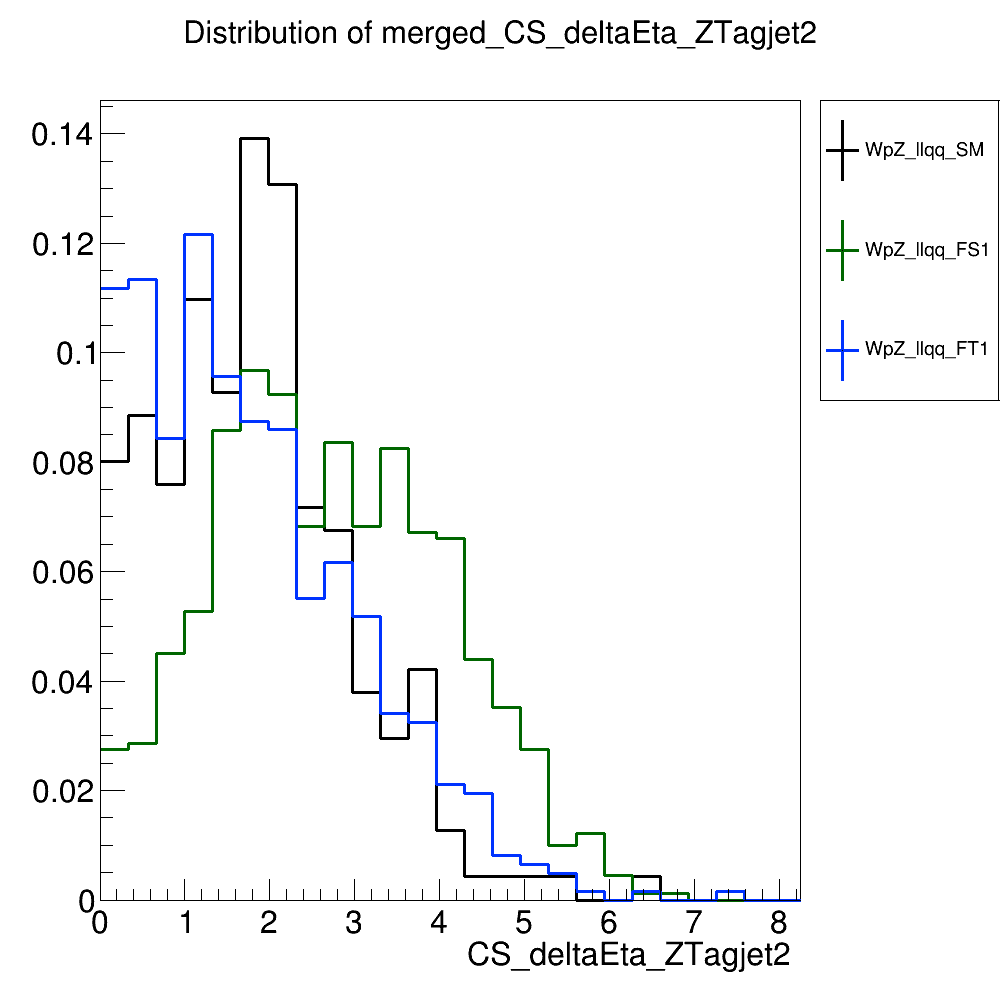 Distribution of merged_CS_deltaEta_ZTagjet2
0.14
0.12
0.1
0.08
0.06
0.04
0.02
0
0 1 2 3 4 5 6 7 8
CS_deltaEta_ZTagjet2
WpZ_llqq_SM
WpZ_llqq_FS1
WpZ_llqq_FT1